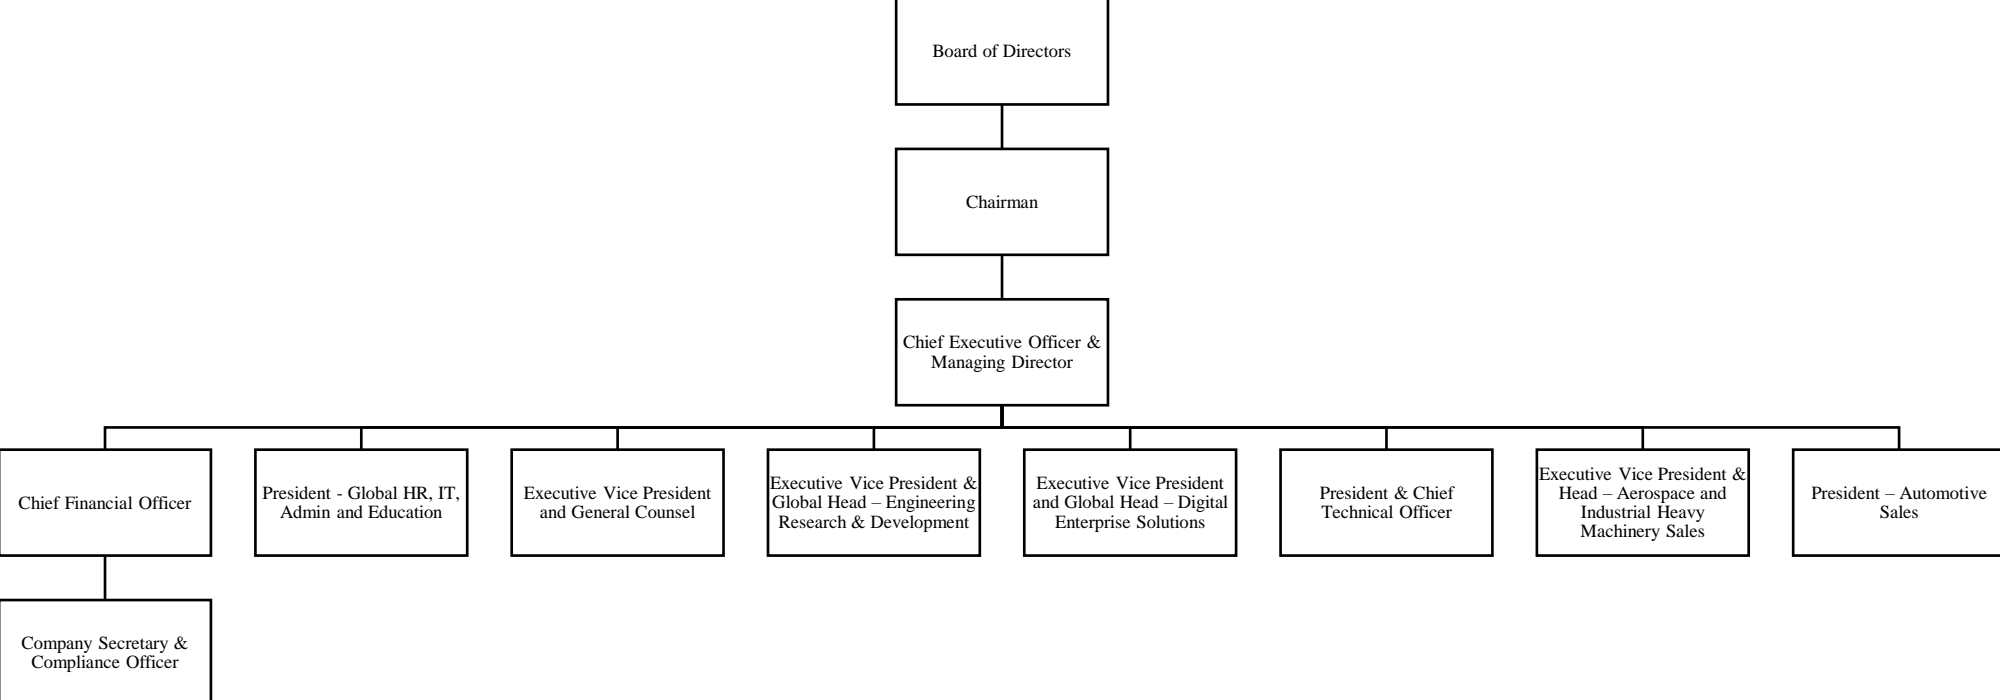 Board of Directors
Chairman
Chief Executive Officer &
Managing Director
Chief Financial Officer
President - Global HR, IT,
Admin and Education
Executive Vice President
and General Counsel
Executive Vice President &
Global Head – Engineering
Research & Development
Executive Vice President
and Global Head – Digital
Enterprise Solutions
President & Chief
Technical Officer
Executive Vice President &
Head – Aerospace and
Industrial Heavy
Machinery Sales
President – Automotive
Sales
Company Secretary &
Compliance Officer